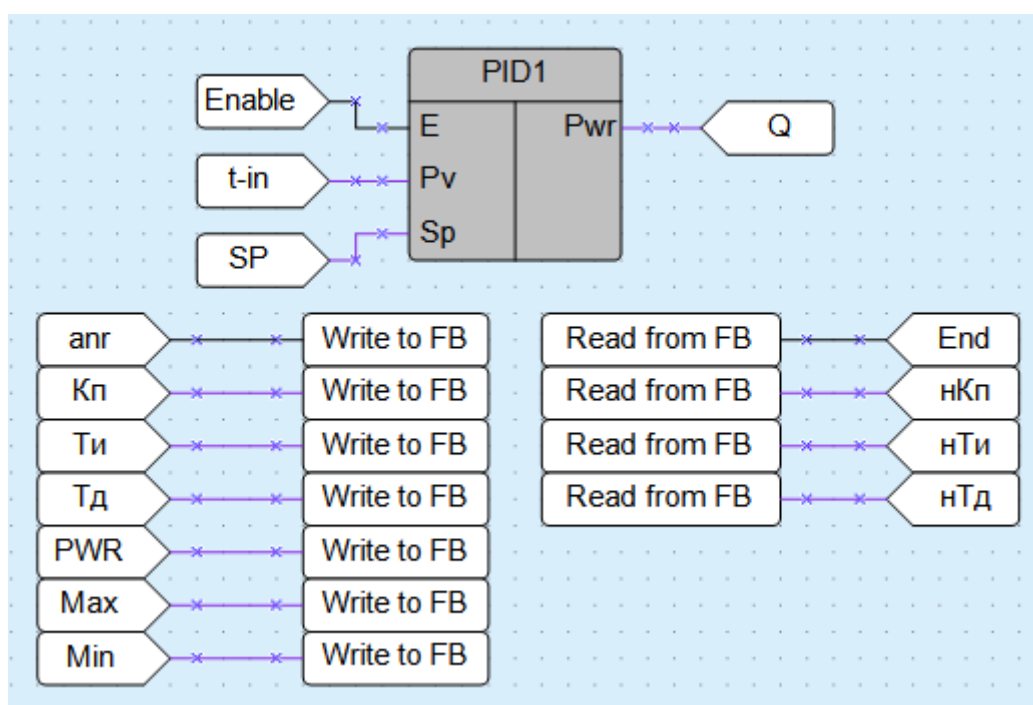 PID1
Enable
E
Pwr
Q
t-in
Pv
SP
Sp
anr
Write to FB
Read from FB
End
Кп
Write to FB
Read from FB
нКп
Ти
Write to FB
Read from FB
нТи
Тд
Write to FB
Read from FB
нТд
PWR
Write to FB
Max
Write to FB
Min
Write to FB